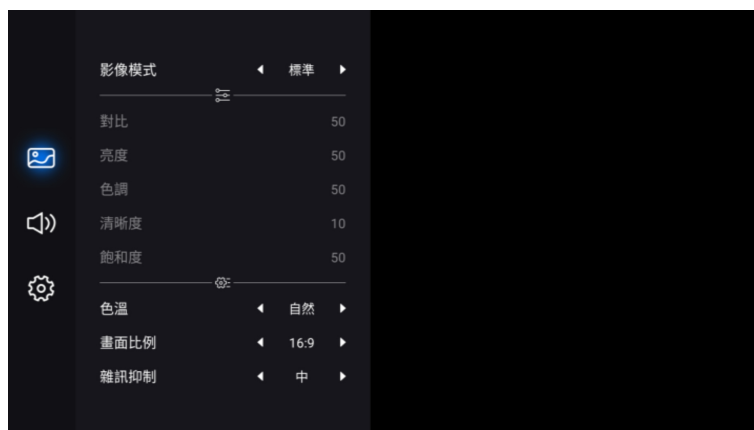 影像模式 標準
對比 50
亮度 50
色調 50
清晰度 10
飽和度 50
色溫 自然
畫面比例 16:9
雜訊抑制 中